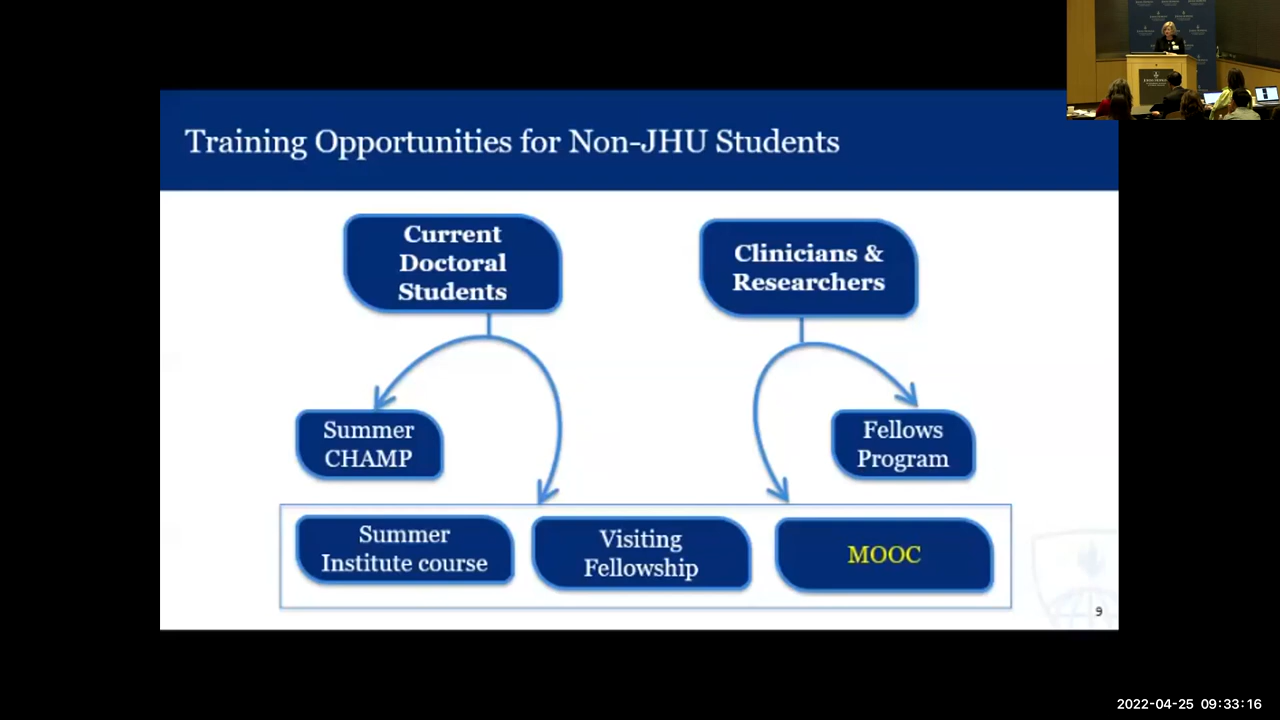 Training Opportunities for Non-JHU Students
Current
Doctoral
Students
Clinicians &
Researchers
Summer
CHAMP
Fellows
Program
Summer
Institute course
Visiting
Fellowship
MOOC
9
2022-04-25 09:33:16